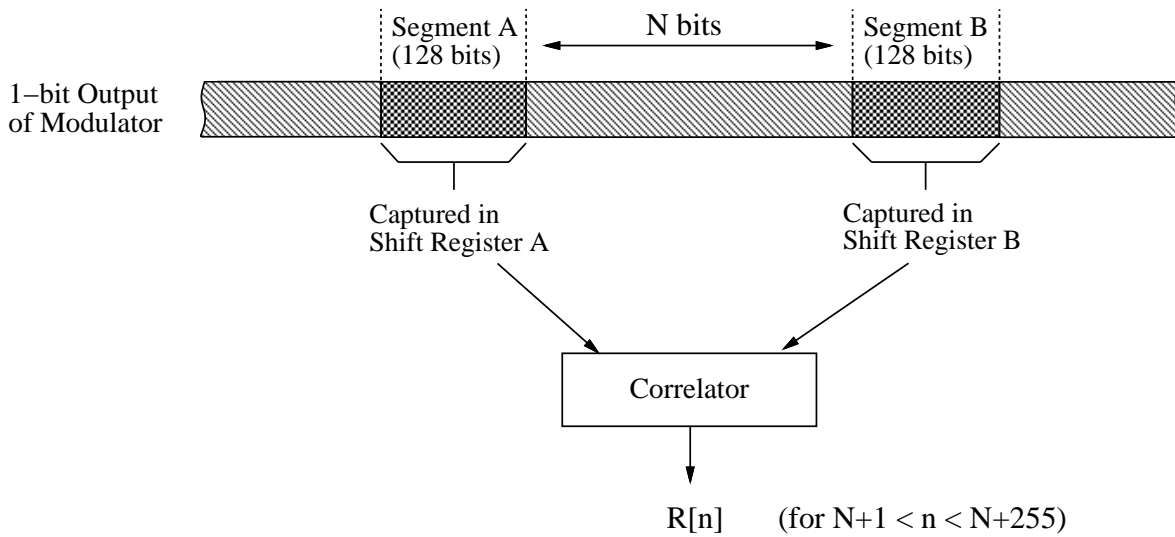 Segment A
(128 bits)
N bits
Segment B
(128 bits)
1−bit Output
of Modulator
Captured in
Shift Register A
Captured in
Shift Register B
Correlator
R[n] (for N+1 < n < N+255)